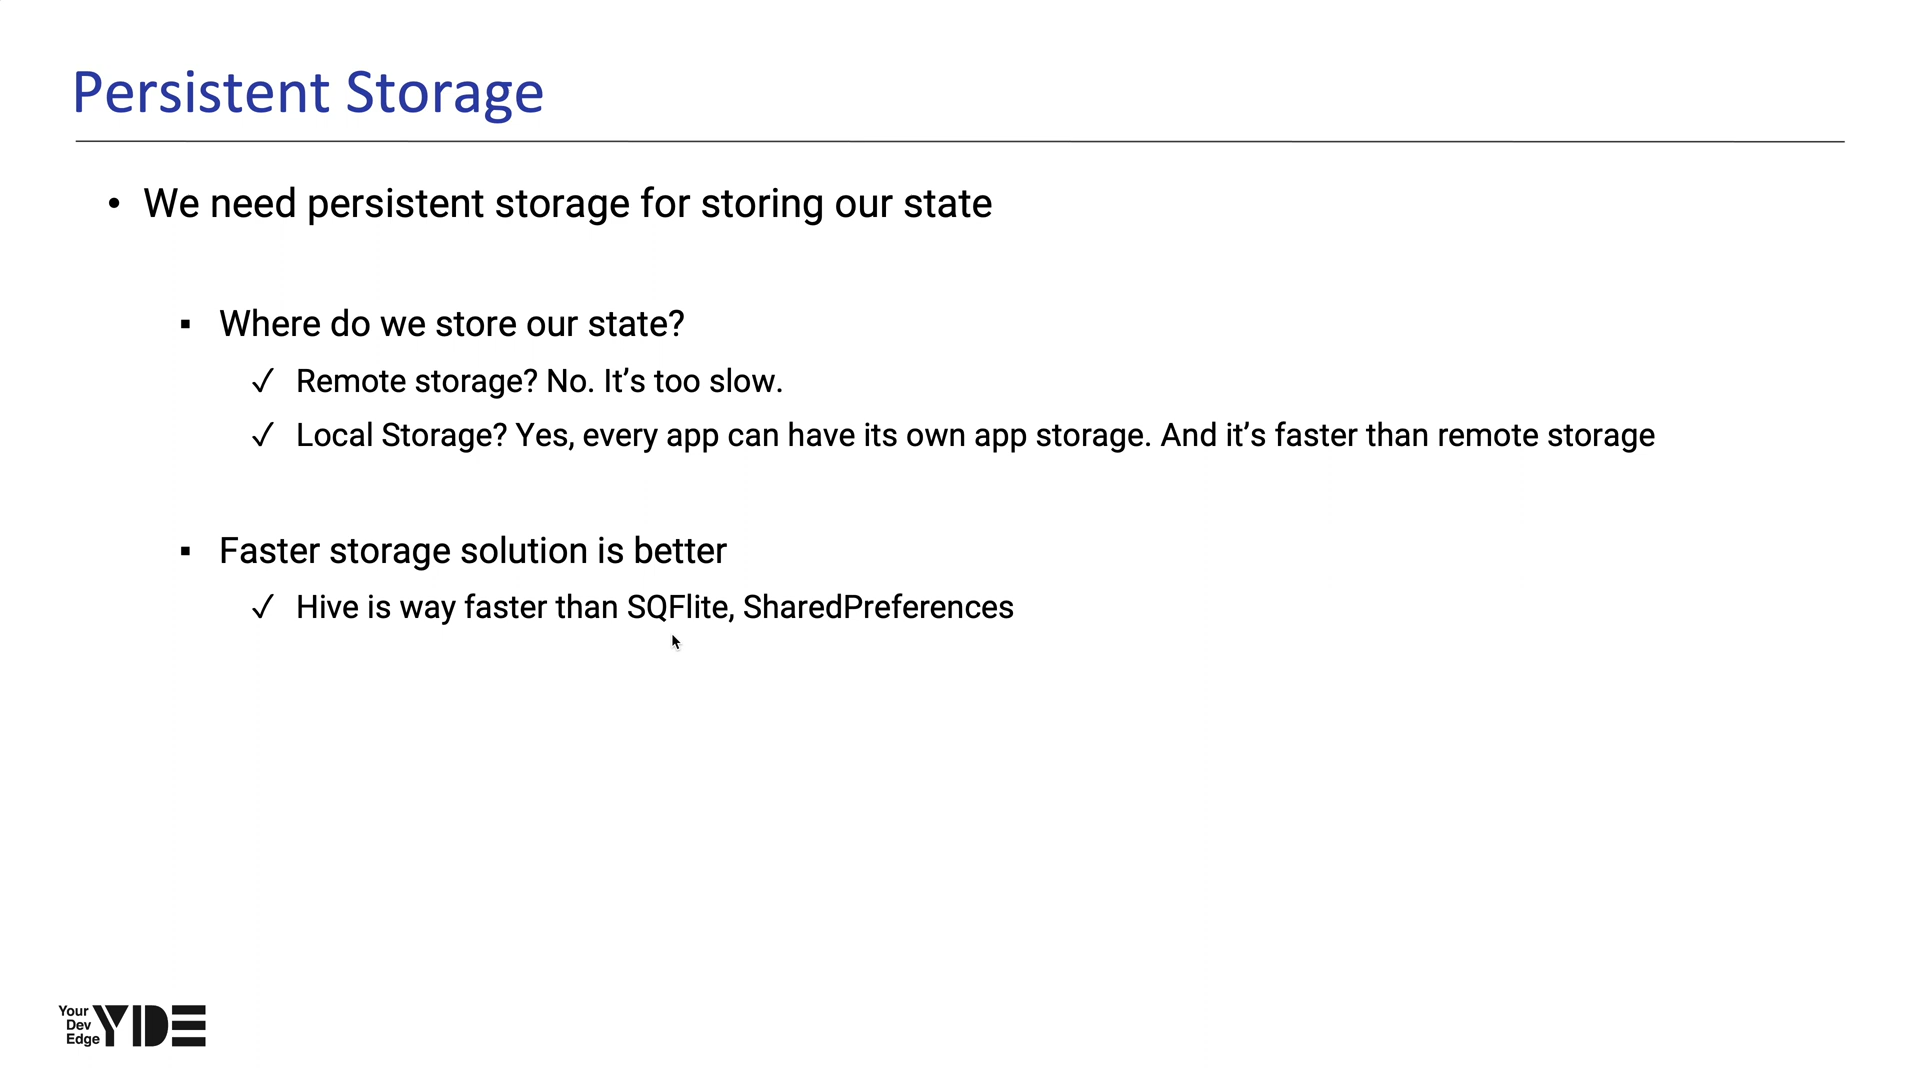 Persistent Storage
• We need persistent storage for storing our state
▪ Where do we store our state?
✓ Remote storage? No. It’s too slow.
✓ Local Storage? Yes, every app can have its own app storage. And it’s faster than remote storage
▪ Faster storage solution is better
✓ Hive is way faster than SQFlite, SharedPreferences
Your
Dev
Edge
YDE